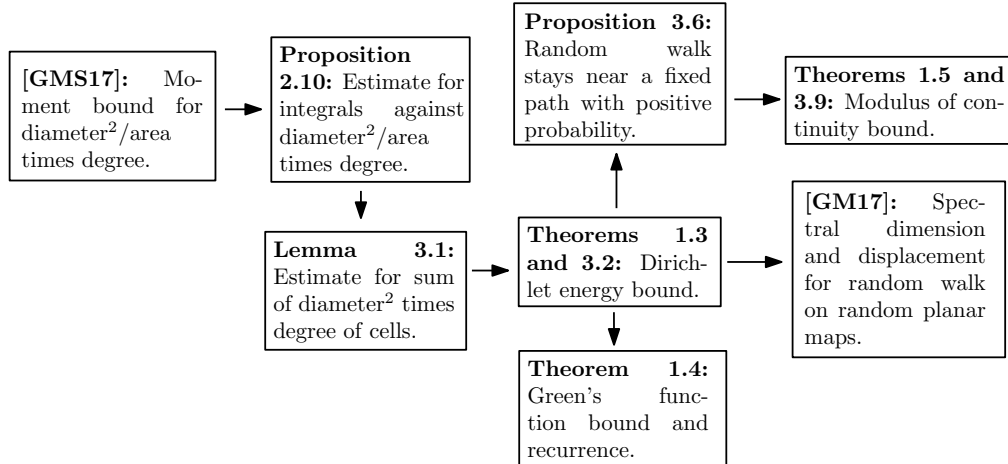 [GMS17]: Mo-
ment bound for
diameter²/area
times degree.
Proposition
2.10: Estimate for
integrals against
diameter²/area
times degree.
Lemma 3.1:
Estimate for sum
of diameter² times
degree of cells.
Theorems 1.3
and 3.2: Dirich-
let energy bound.
Proposition 3.6:
Random walk
stays near a fixed
path with positive
probability.
Theorems 1.5 and
3.9: Modulus of con-
tinuity bound.
[GM17]: Spec-
tral dimension
and displacement
for random walk
on random planar
maps.
Theorem 1.4:
Green's func-
tion bound and
recurrence.